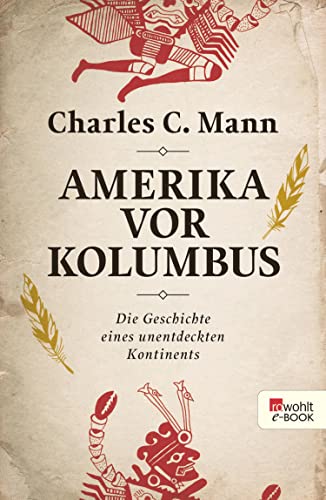 Charles C. Mann
AMERIKA
VOR
KOLUMBUS
Die Geschichte
eines unentdeckten
Kontinents
rowohlt
e-BOOK